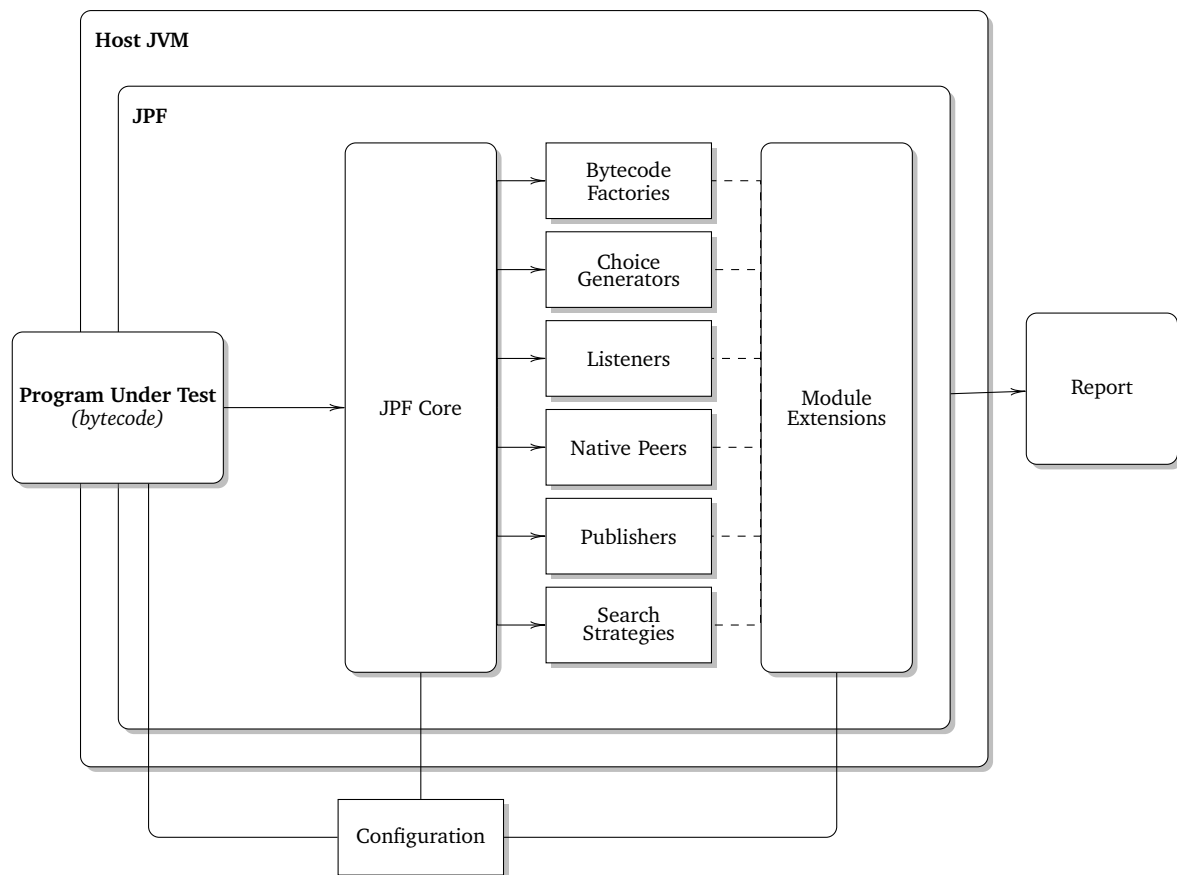 Host JVM
JPF
Bytecode
Factories
Choice
Generators
Listeners
Native Peers
Publishers
Search
Strategies
Program Under Test
(bytecode)
JPF Core
Module
Extensions
Report
Configuration